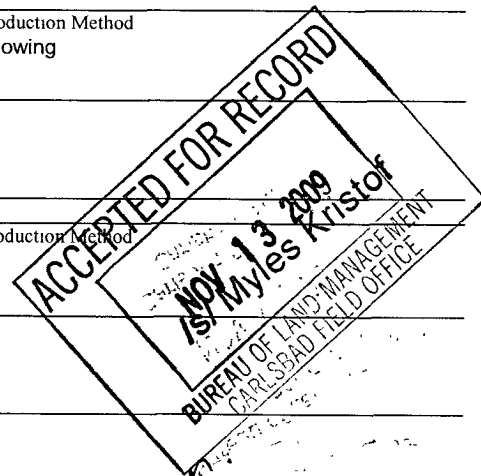 oduction Method
owing
ACCEPTED FOR RECORD
NOV 13 2009
/s/ Myles Kristof
oduction Method
BUREAU OF LAND MANAGEMENT
CARLSBAD FIELD OFFICE